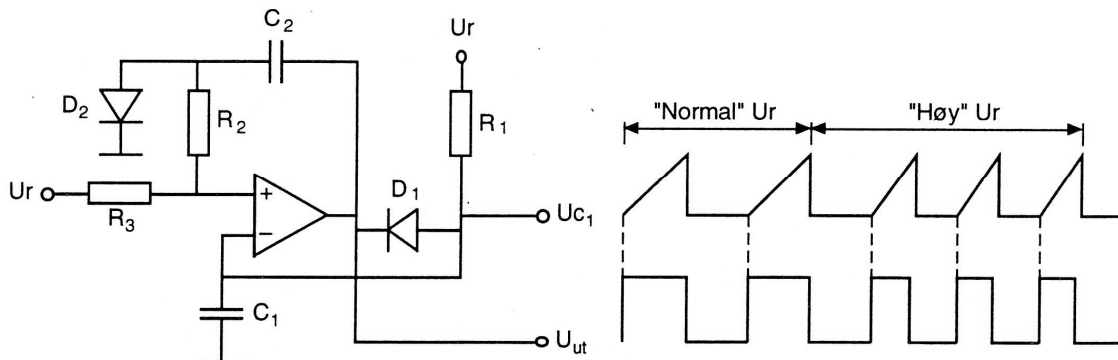 C2
Ur
D2
R2
R1
"Normal" Ur
"Høy" Ur
Ur
R3
+
−
D1
Uc1
C1
Uut